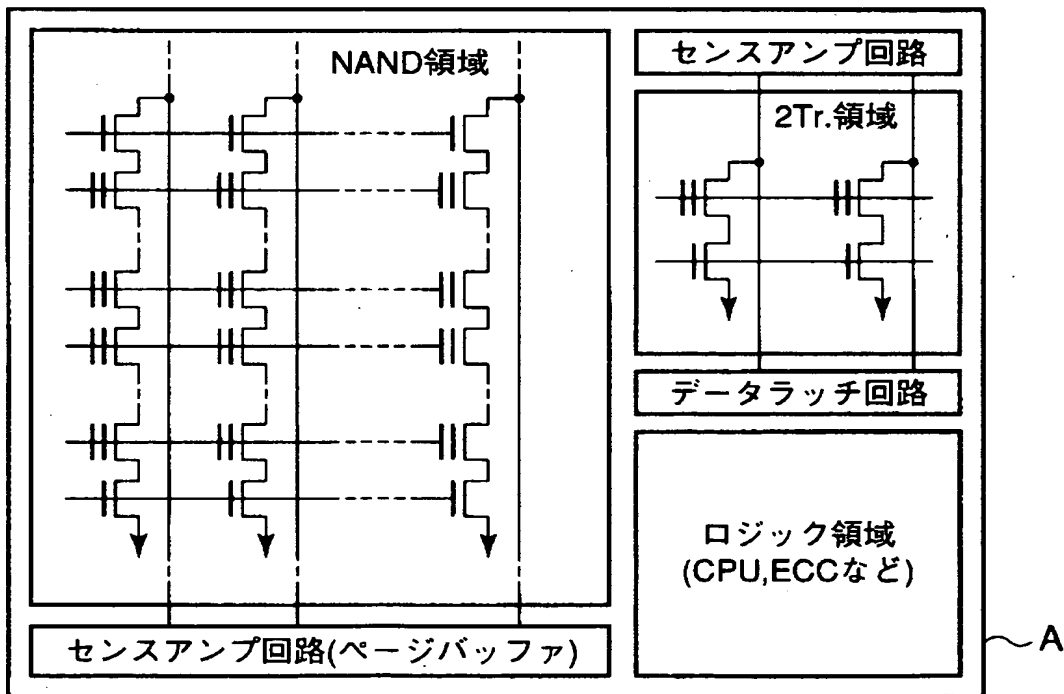 NAND領域
センスアンプ回路(ページバッファ)
センスアンプ回路
2Tr.領域
データラッチ回路
ロジック領域
(CPU,ECCなど)
A